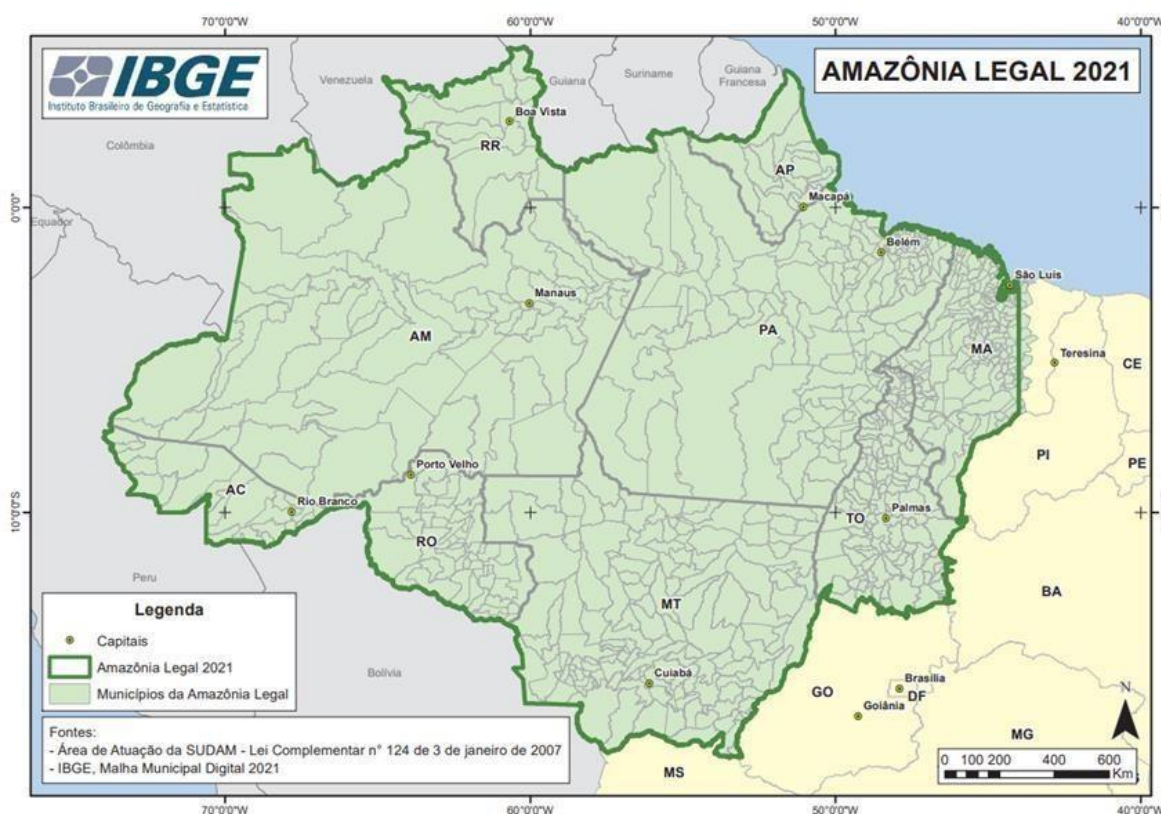 70°0'0"W 60°0'0"W 50°0'0"W 40°0'0"W
IBGE
Instituto Brasileiro de Geografia e Estatística
AMAZÔNIA LEGAL 2021
Venezuela
Guiana
Suriname
Guiana
Francesa
Colômbia
Boa Vista
RR
AP
Macapá
0°0'0"
Equador
Belém
São Luís
Manaus
AM
PA
MA
Teresina
CE
PI
PE
Porto Velho
AC
Rio Branco
10°0'0"S
10°0'0"S
RO
TO
Palmas
Peru
BA
MT
Legenda
Capitais
Amazônia Legal 2021
Municípios da Amazônia Legal
Bolívia
Cuiabá
GO
Brasília
DF
Goiânia
N
MG
MS
Fontes:
- Área de Atuação da SUDAM - Lei Complementar n° 124 de 3 de janeiro de 2007
- IBGE, Malha Municipal Digital 2021
0 100 200 400 600
Km
70°0'0"W 60°0'0"W 50°0'0"W 40°0'0"W